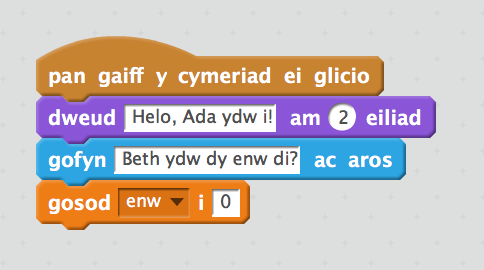 pan gaiff y cymeriad ei glicio
dweud Helo, Ada ydw i! am 2 eiliad
gofyn Beth ydw dy enw di? ac aros
gosod enw i 0